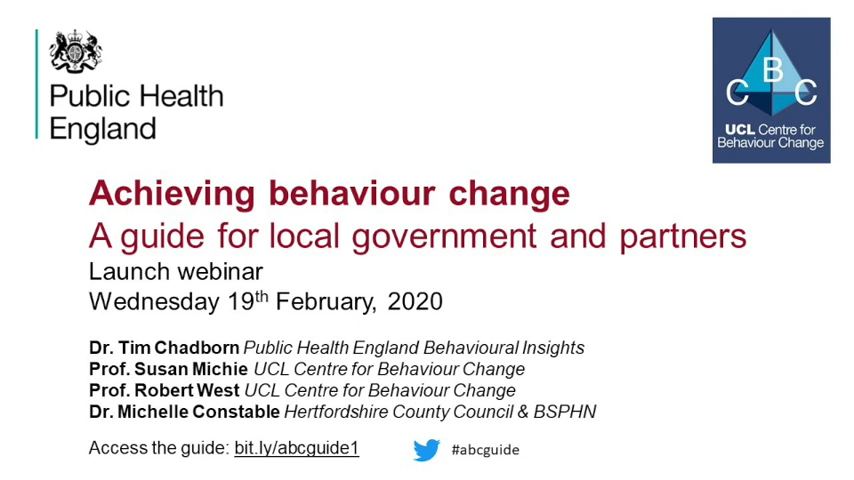 Public Health
England
C B C
UCL Centre for
Behaviour Change
Achieving behaviour change
A guide for local government and partners
Launch webinar
Wednesday 19th February, 2020
Dr. Tim Chadborn Public Health England Behavioural Insights
Prof. Susan Michie UCL Centre for Behaviour Change
Prof. Robert West UCL Centre for Behaviour Change
Dr. Michelle Constable Hertfordshire County Council & BSPHN
Access the guide: bit.ly/abcguide1 #abcguide